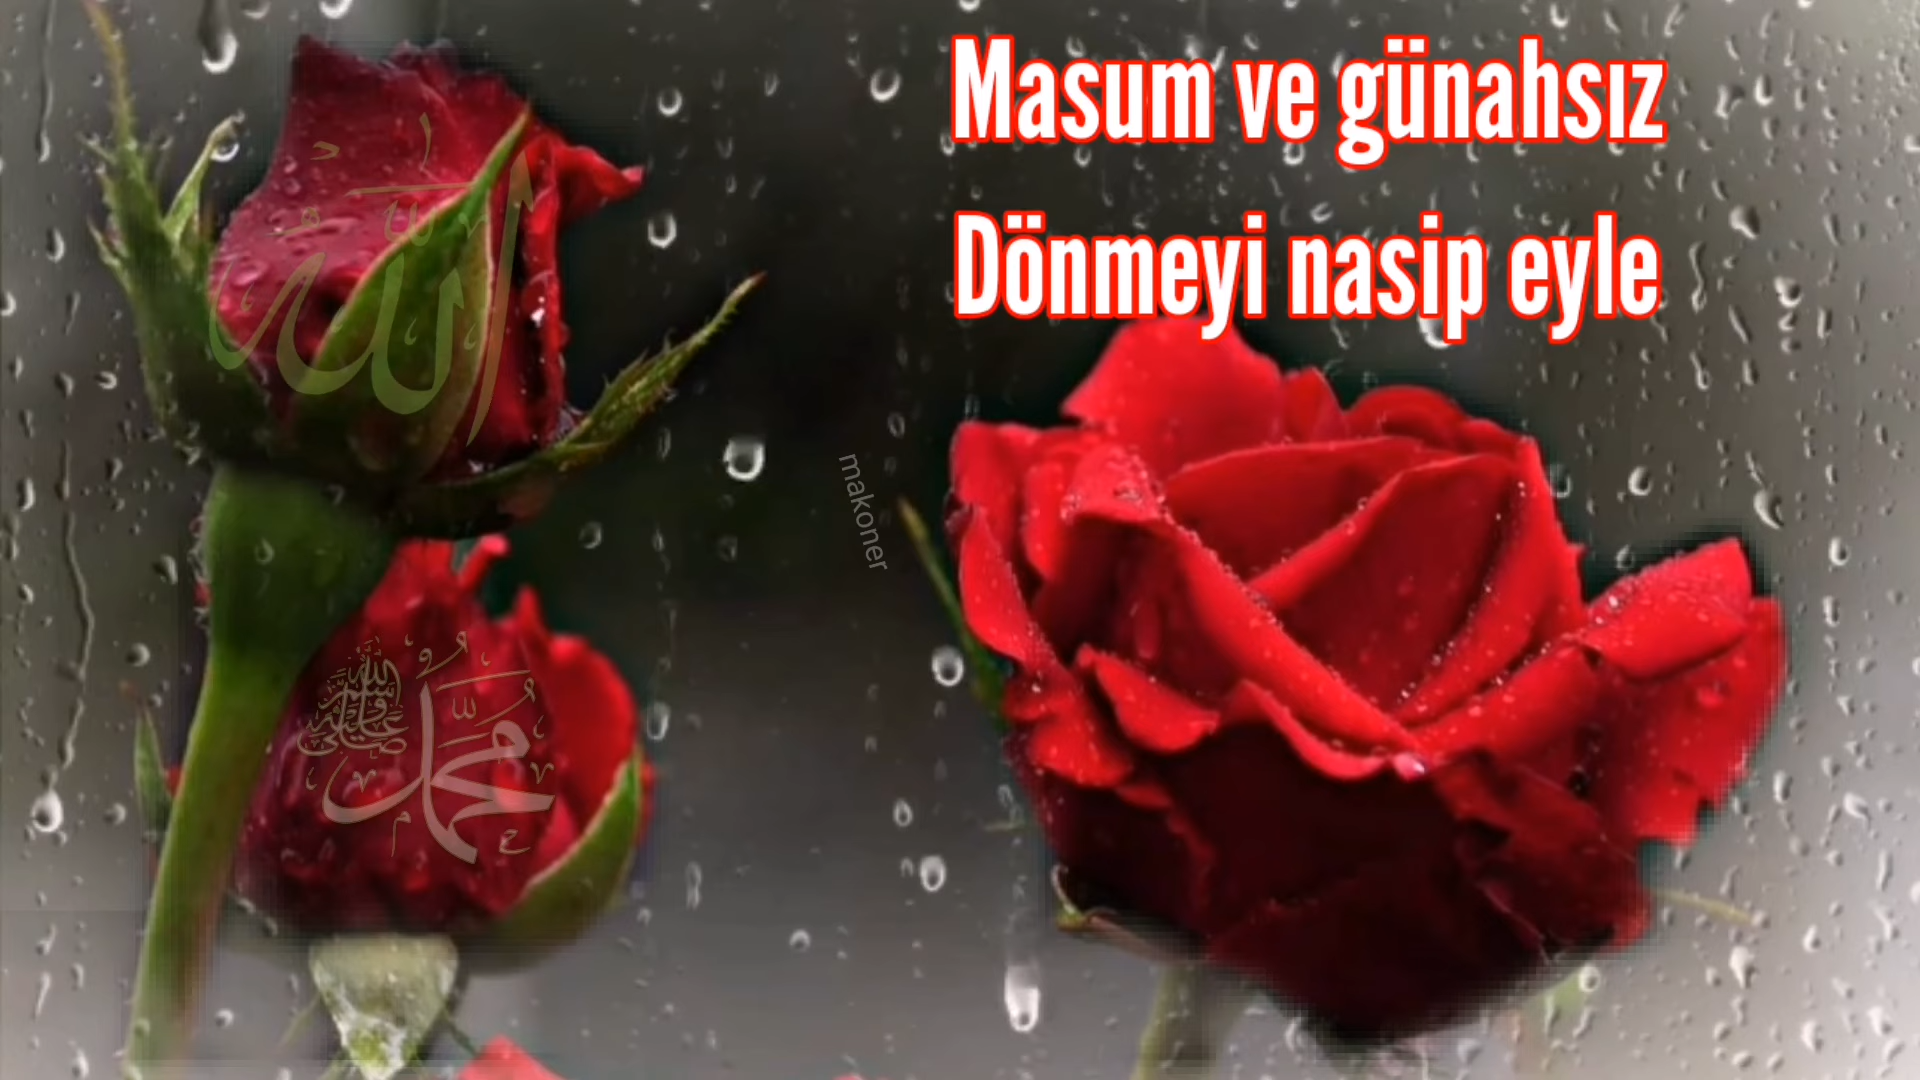 Masum ve günahsız
Dönmeyi nasip eyle
الله
makoner
محمد